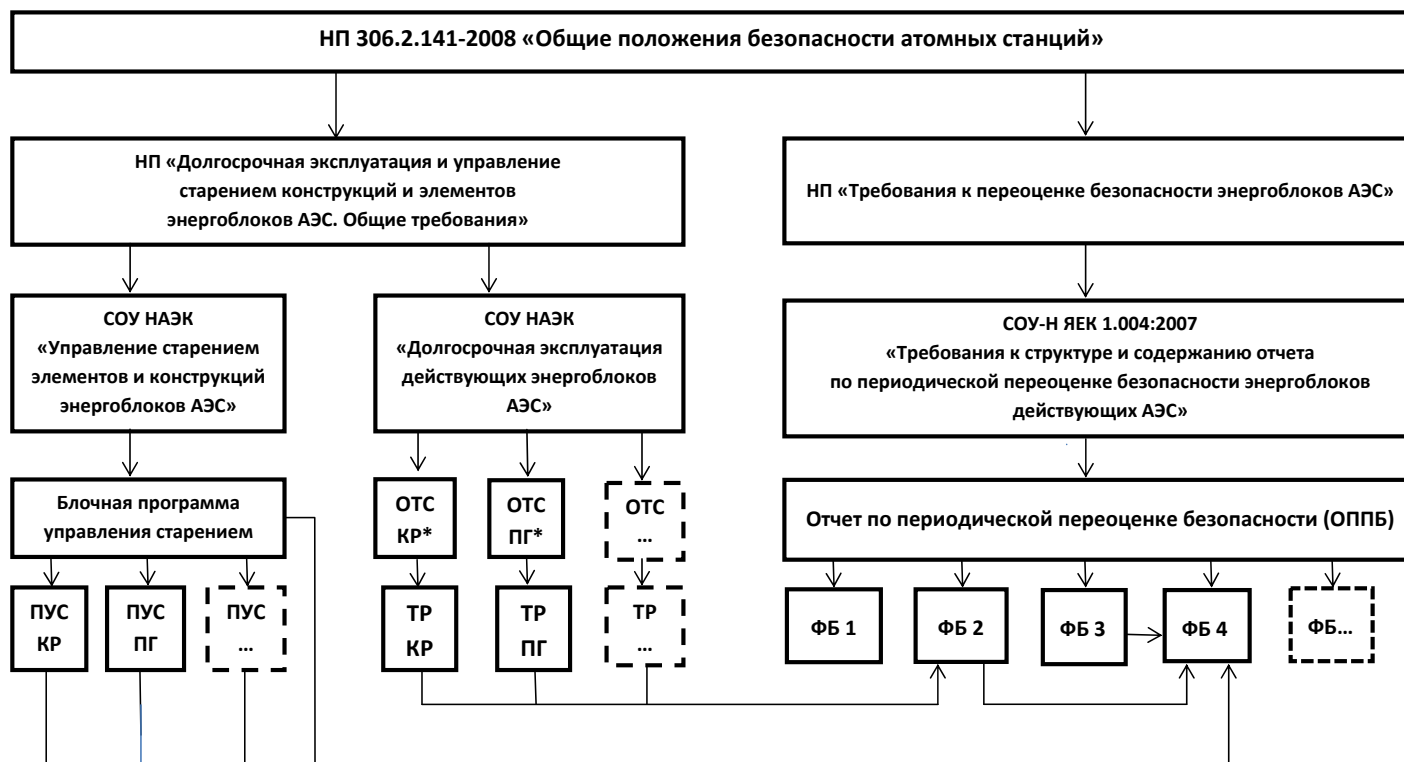 НП 306.2.141-2008 «Общие положения безопасности атомных станций»
НП «Долгосрочная эксплуатация и управление
старением конструкций и элементов
энергоблоков АЭС. Общие требования»
НП «Требования к переоценке безопасности энергоблоков АЭС»
СОУ НАЭК
«Управление старением
элементов и конструкций
энергоблоков АЭС»
СОУ НАЭК
«Долгосрочная эксплуатация
действующих энергоблоков
АЭС»
СОУ-Н ЯЕК 1.004:2007
«Требования к структуре и содержанию отчета
по периодической переоценке безопасности энергоблоков
действующих АЭС»
Блочная программа
управления старением
ОТС
КР*
ОТС
ПГ*
ОТС
...
Отчет по периодической переоценке безопасности (ОППБ)
ПУС
КР
ПУС
ПГ
ПУС
...
ТР
КР
ТР
ПГ
ТР
...
ФБ 1
ФБ 2
ФБ 3
ФБ 4
ФБ...